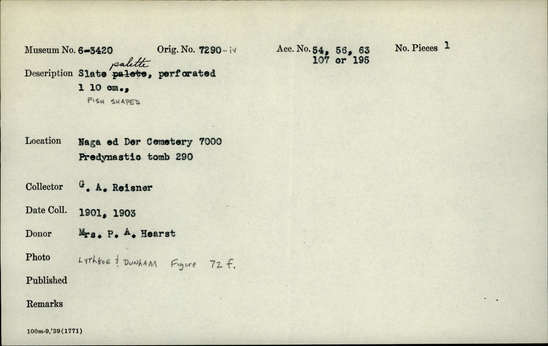 Museum No. 6-3420 Orig. No. 7290-iv Acc. No. 54, 56, 63 No. Pieces 1
107 or 195
palette
Description Slate palete, perforated
l 10 cm.,
FISH SHAPED
Location Naga ed Der Cemetery 7000
Predynastic tomb 290
Collector G. A. Reisner
Date Coll. 1901, 1903
Donor Mrs. P. A. Hearst
Photo LYTHGOE & DUNHAM Figure 72 f.
Published
Remarks
100m-9,'39(1771)